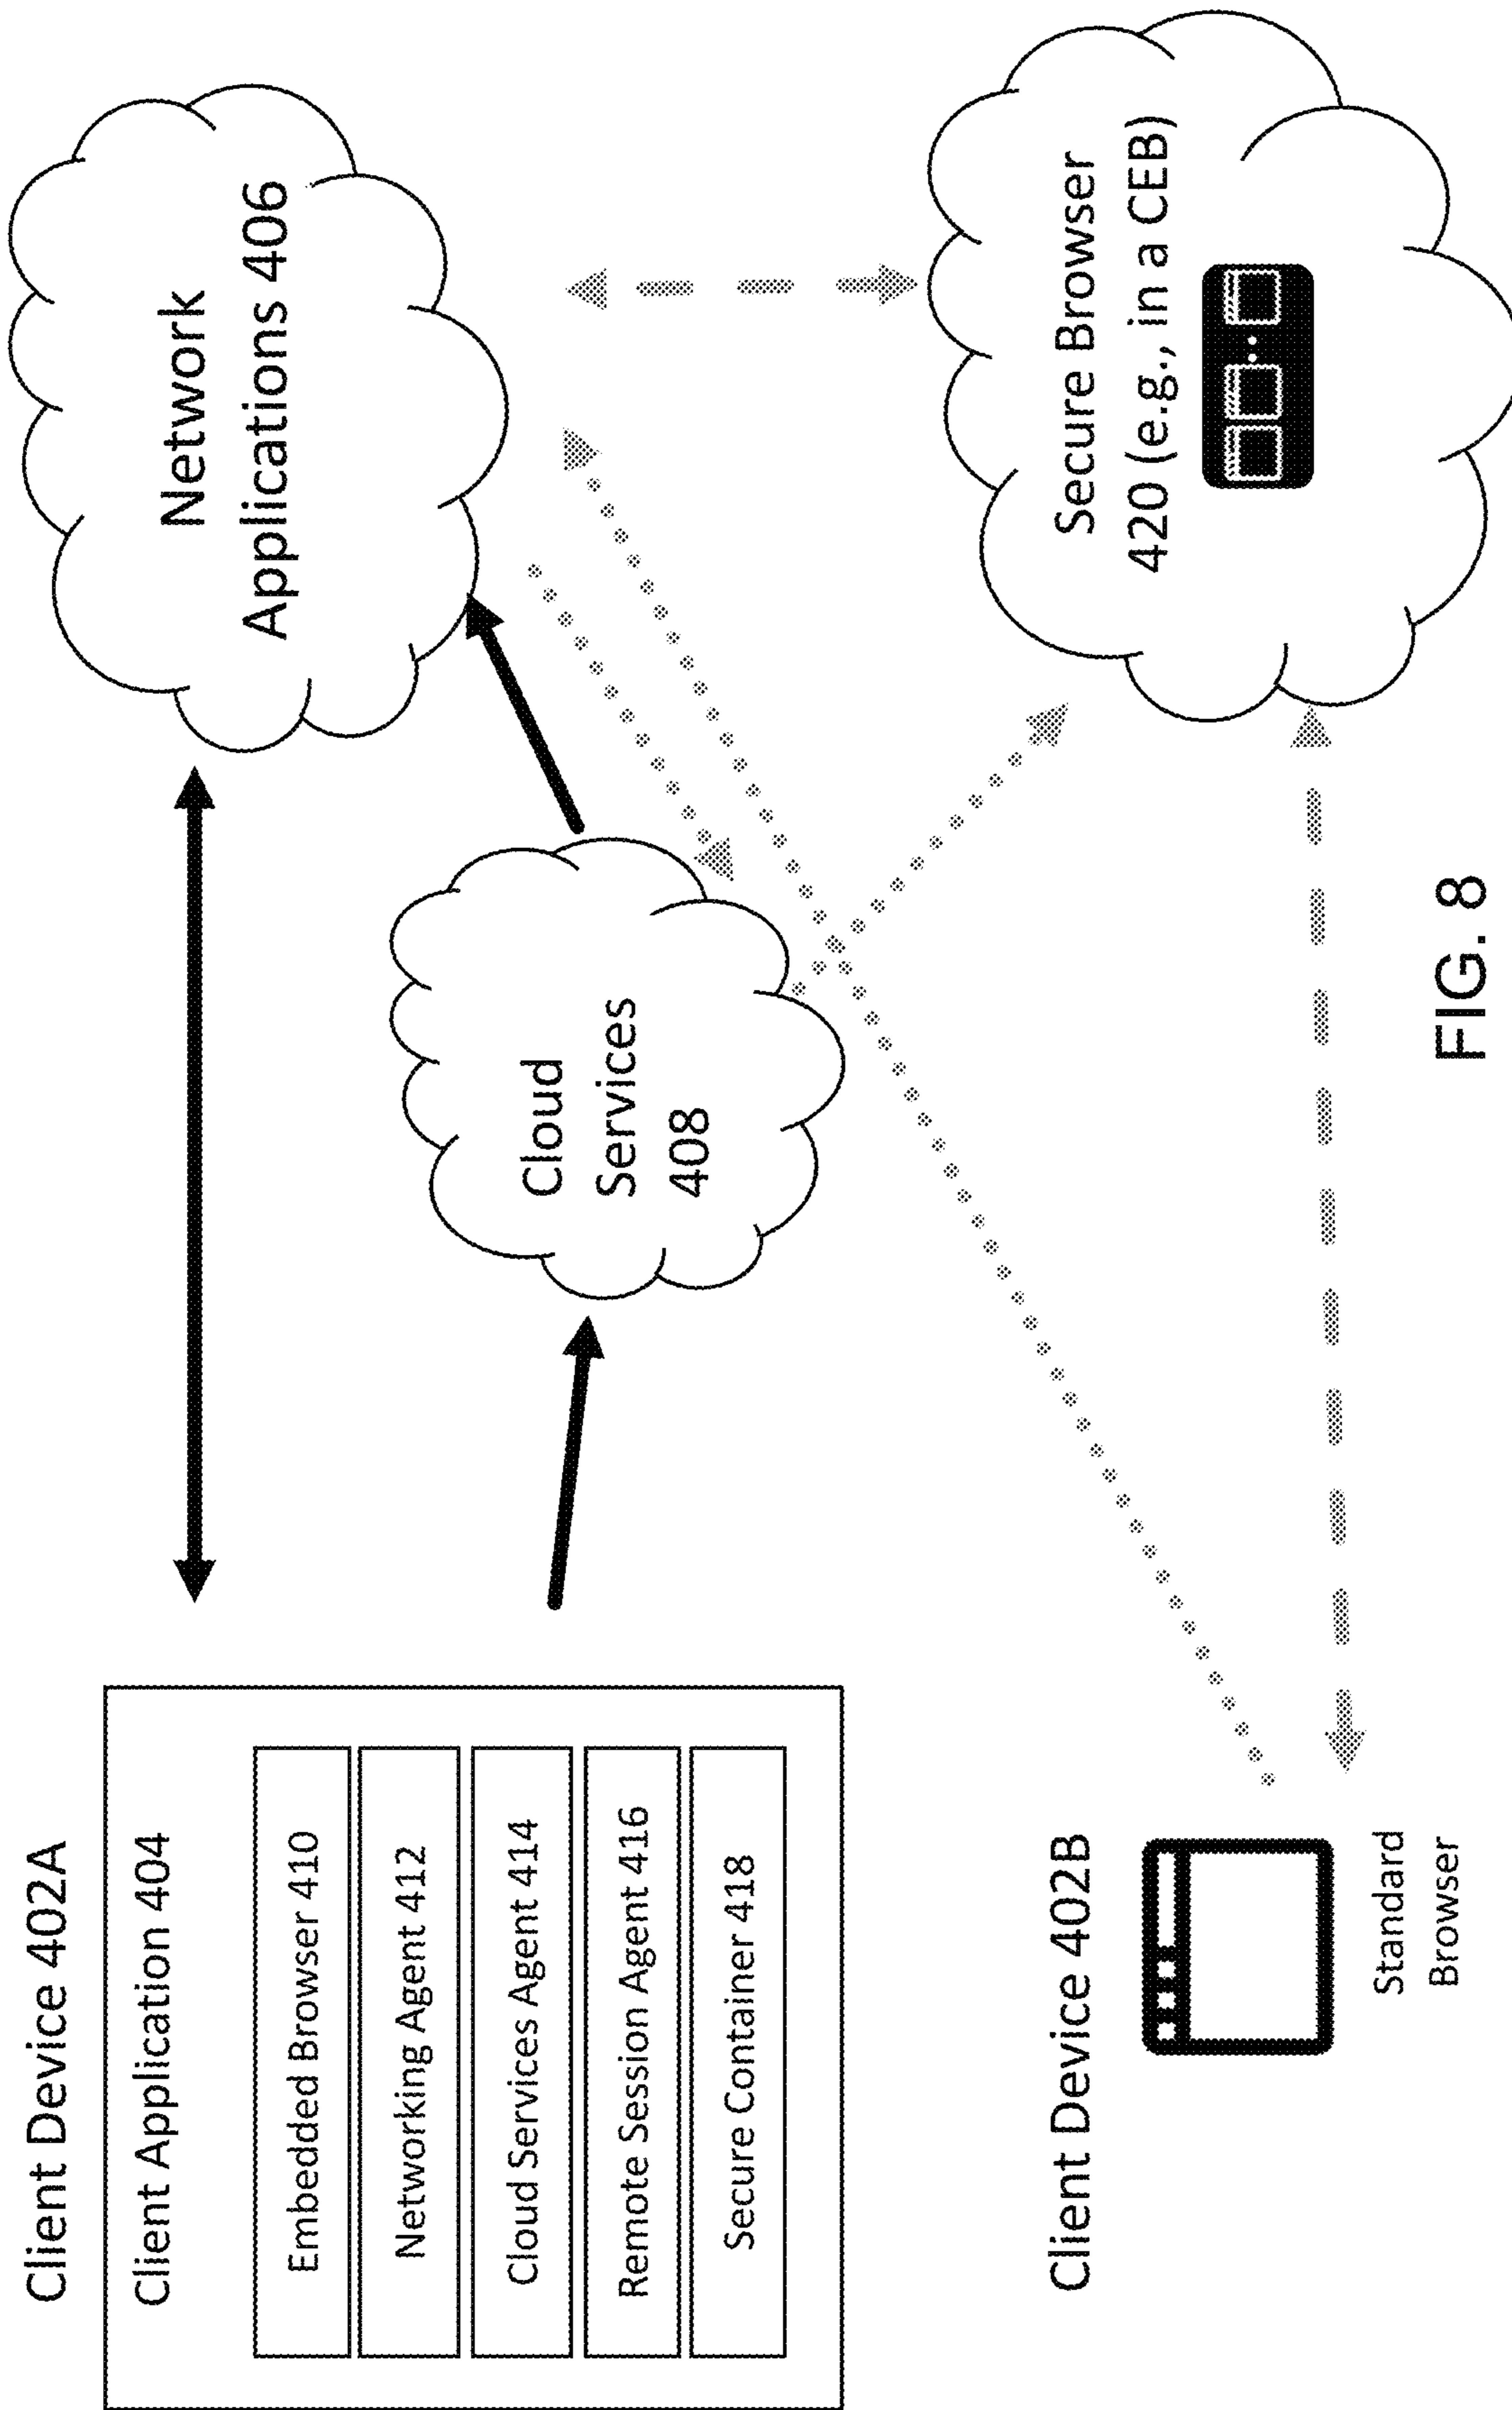 Client Device 402A
Client Application 404
Embedded Browser 410
Networking Agent 412
Cloud Services Agent 414
Remote Session Agent 416
Secure Container 418
Network
Applications 406
Cloud
Services
408
Client Device 402B
Standard
Browser
Secure Browser
420 (e.g., in a CEB)
FIG. 8